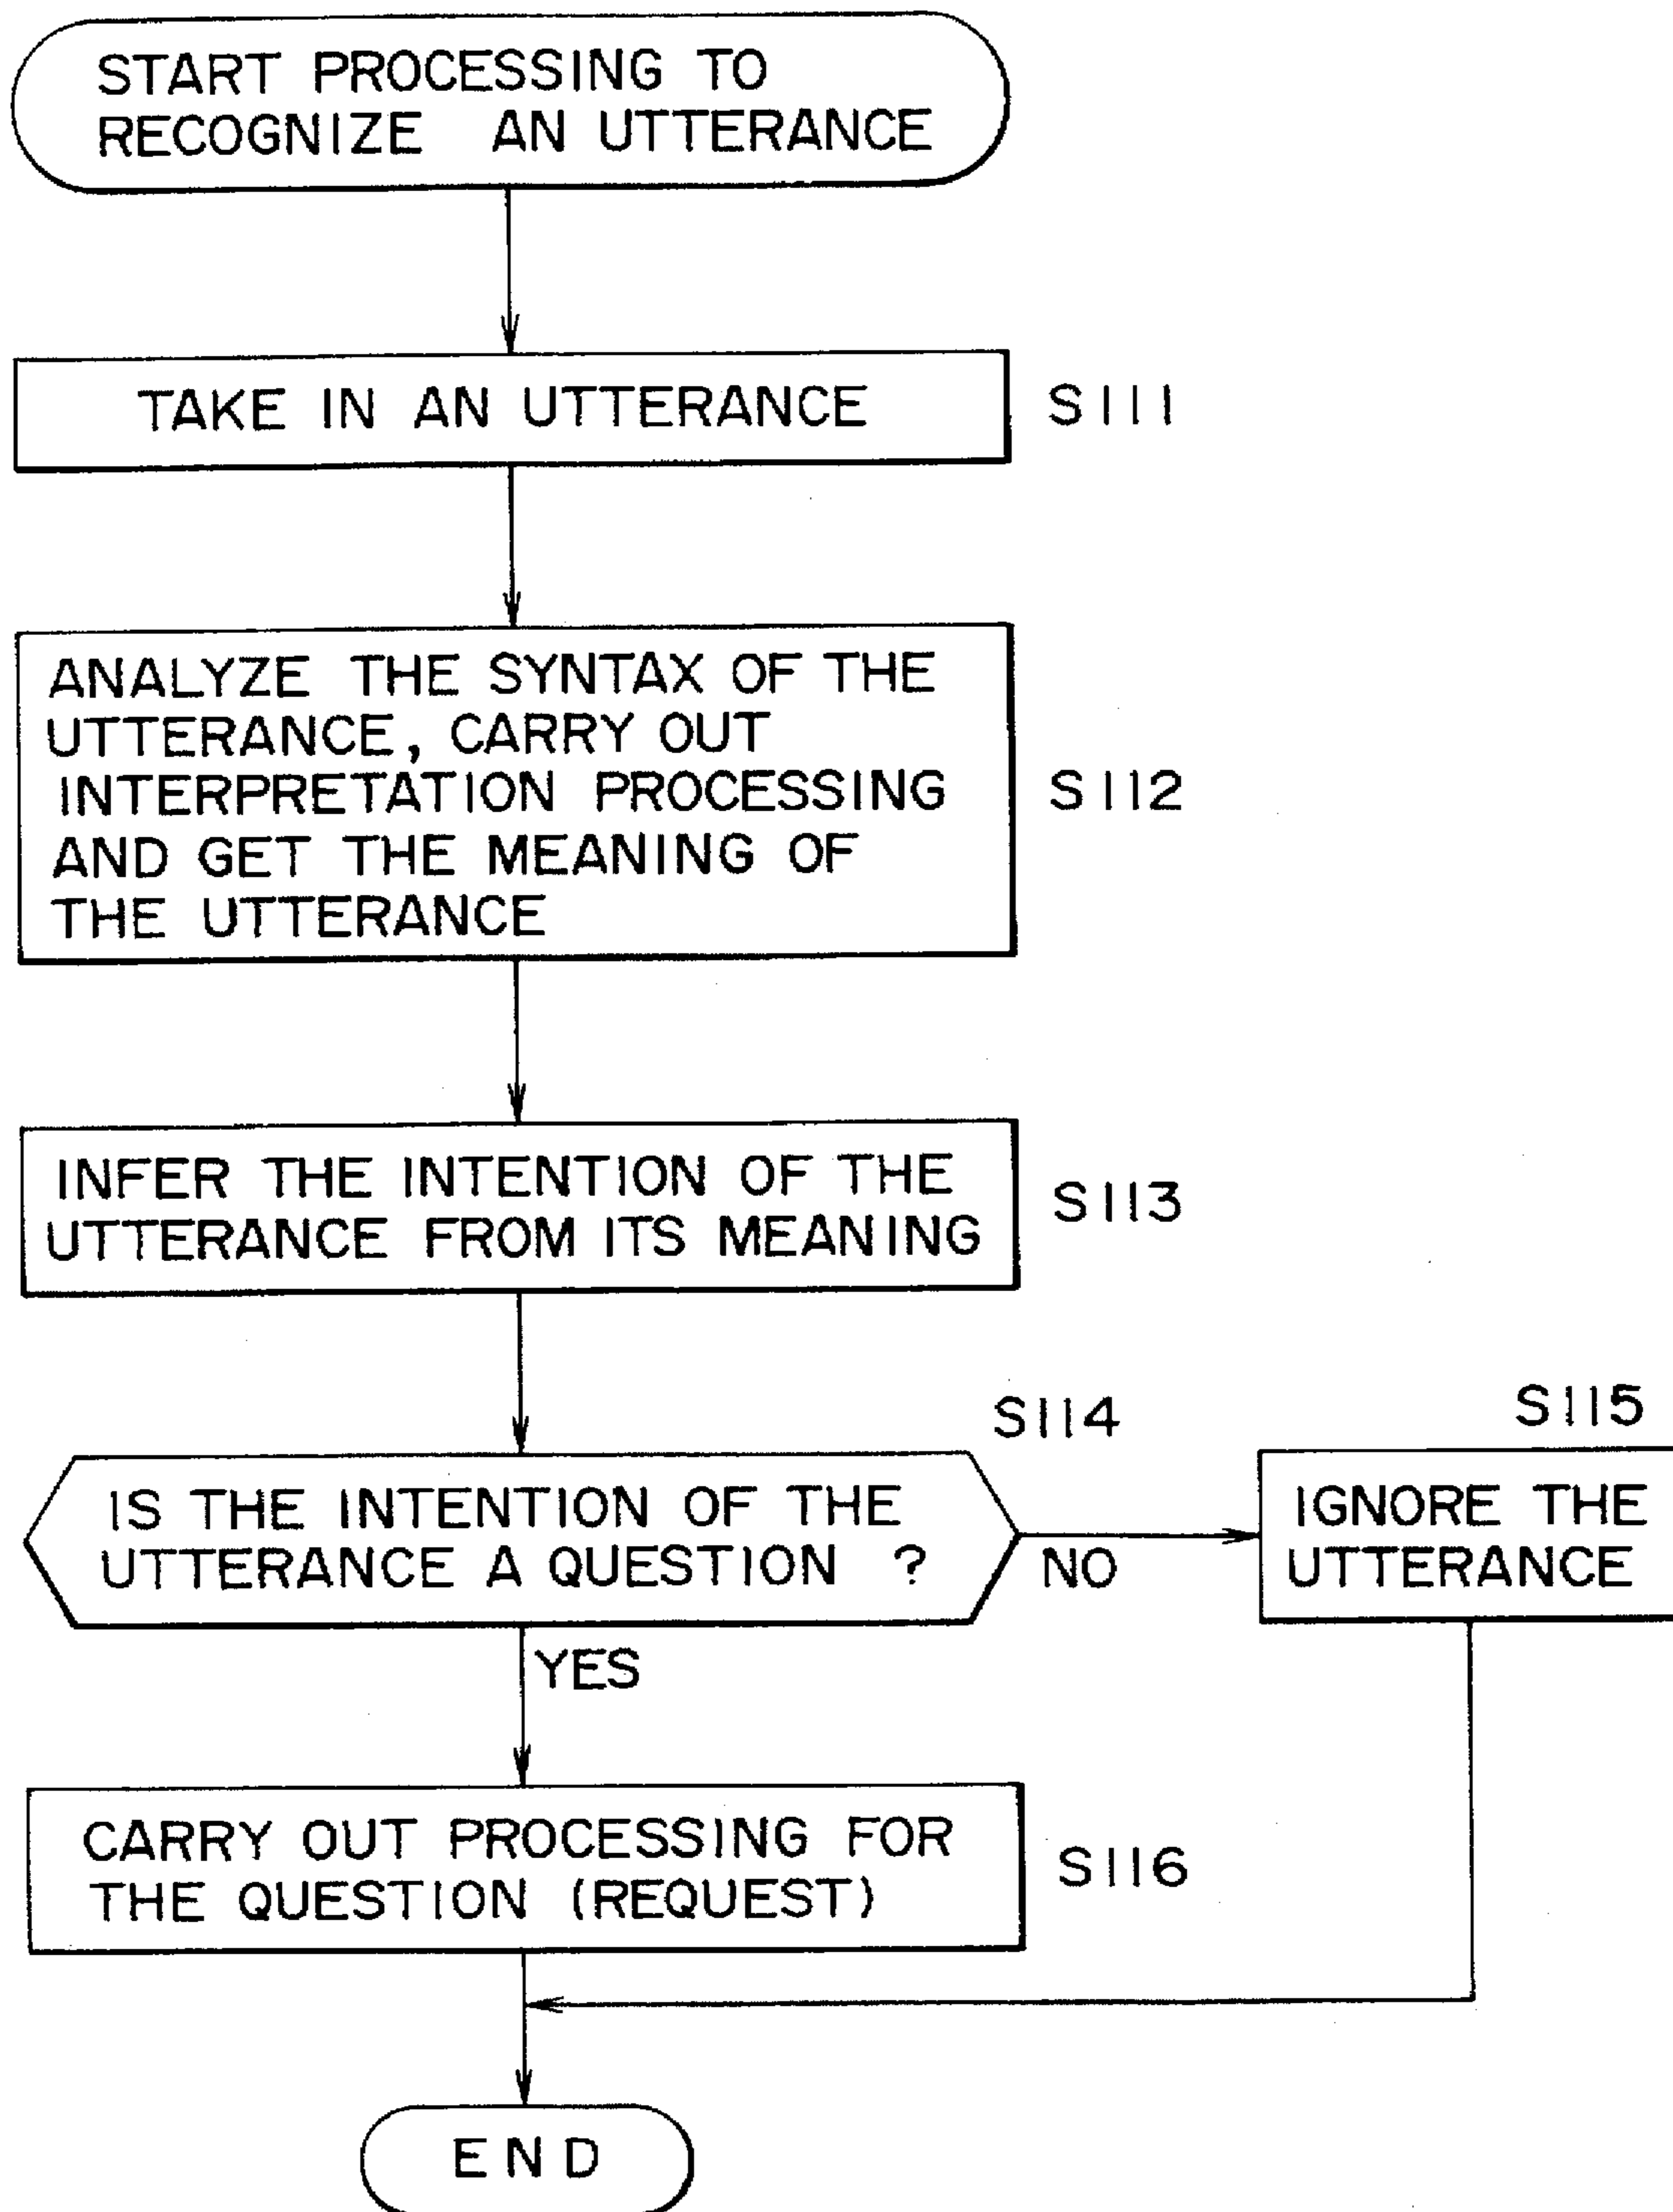 START PROCESSING TO
RECOGNIZE AN UTTERANCE
TAKE IN AN UTTERANCE
S111
ANALYZE THE SYNTAX OF THE
UTTERANCE, CARRY OUT
INTERPRETATION PROCESSING
AND GET THE MEANING OF
THE UTTERANCE
S112
INFER THE INTENTION OF THE
UTTERANCE FROM ITS MEANING
S113
S114
IS THE INTENTION OF THE
UTTERANCE A QUESTION ?
NO
S115
IGNORE THE
UTTERANCE
YES
CARRY OUT PROCESSING FOR
THE QUESTION (REQUEST)
S116
END